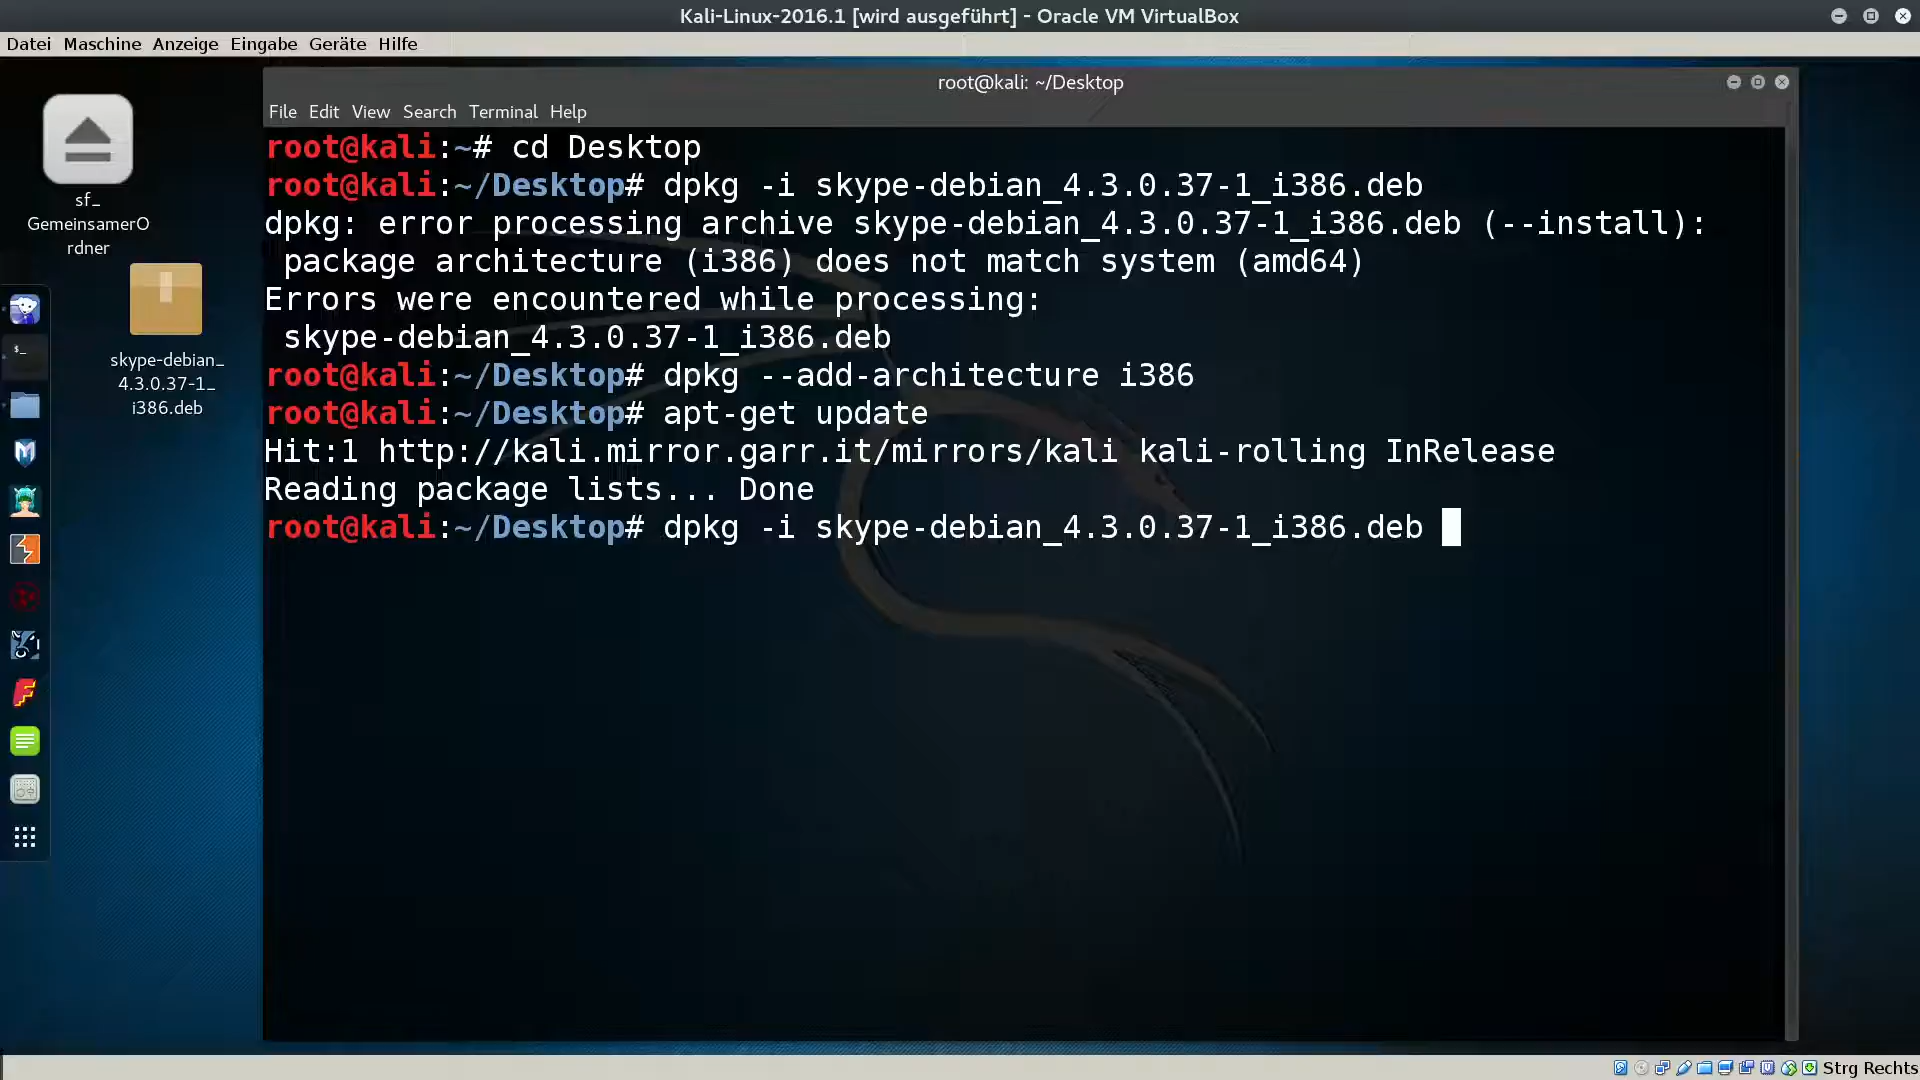 Kali-Linux-2016.1 [wird ausgeführt] - Oracle VM VirtualBox
Datei Maschine Anzeige Eingabe Geräte Hilfe
root@kali: ~/Desktop
File Edit View Search Terminal Help
sf_
GemeinsamerO
rdner
skype-debian_
4.3.0.37-1_
i386.deb
root@kali:~# cd Desktop
root@kali:~/Desktop# dpkg -i skype-debian_4.3.0.37-1_i386.deb
dpkg: error processing archive skype-debian_4.3.0.37-1_i386.deb (--install):
package architecture (i386) does not match system (amd64)
Errors were encountered while processing:
skype-debian_4.3.0.37-1_i386.deb
root@kali:~/Desktop# dpkg --add-architecture i386
root@kali:~/Desktop# apt-get update
Hit:1 http://kali.mirror.garr.it/mirrors/kali kali-rolling InRelease
Reading package lists... Done
root@kali:~/Desktop# dpkg -i skype-debian_4.3.0.37-1_i386.deb
Strg Rechts